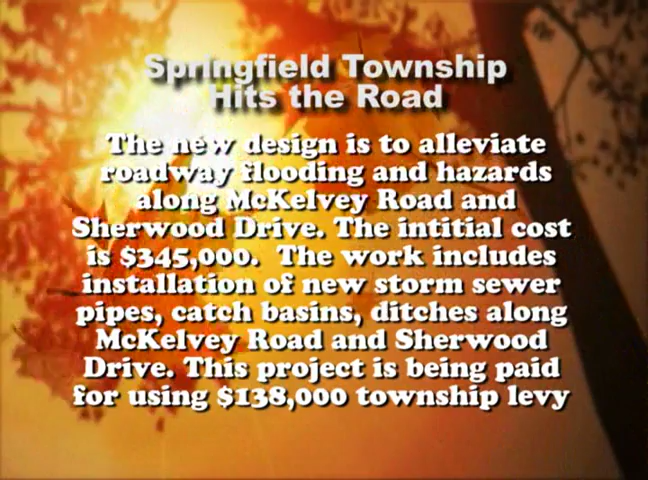 Springfield Township
Hits the Road
The new design is to alleviate
roadway flooding and hazards
along McKelvey Road and
Sherwood Drive. The intitial cost
is $345,000.  The work includes
installation of new storm sewer
pipes, catch basins, ditches along
McKelvey Road and Sherwood
Drive. This project is being paid
for using $138,000 township levy